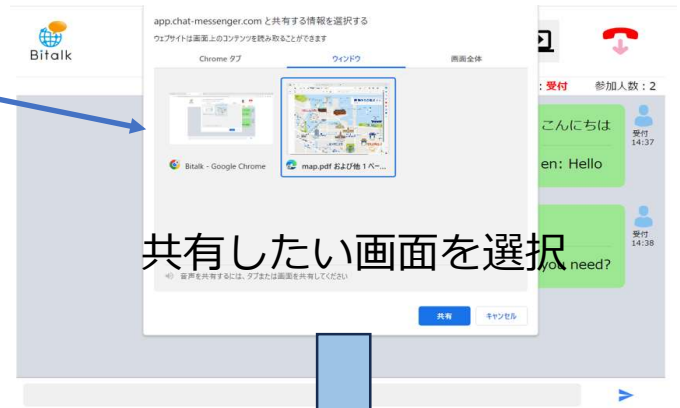 app.chat-messenger.com と共有する情報を選択する
ウェブサイトは画面上のコンテンツを読み取ることができます
Chrome タブ
ウィンドウ
画面全体
Bitalk
: 受付
参加人数：2
こんにちは
受付
14:37
en: Hello
Bitalk - Google Chrome
map.pdf および他 1 ペー...
受付
14:38
共有したい画面を選択
you need?
音声を共有するには、タブまたは画面を共有してください
共有
キャンセル